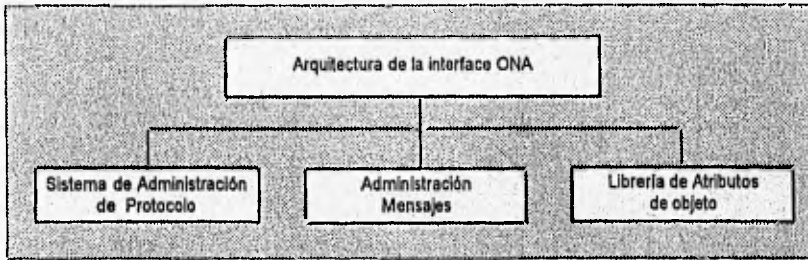 Arquitectura de la interface ONA
Sistema de Administración
de Protocolo
Administración
Mensajes
Librería de Atributos
de objeto